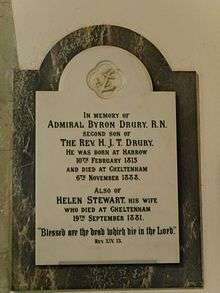 In memory of
Admiral Byron Drury, R.N.
second son of
The Rev. H. J. T. Drury.
He was born at Harrow
10th February 1815
and died at Cheltenham
6th November 1888.
Also of
Helen Stewart, his wife
who died at Cheltenham
19th September 1881.
"Blessed are the dead which die in the Lord."
Rev. XIV. 13.